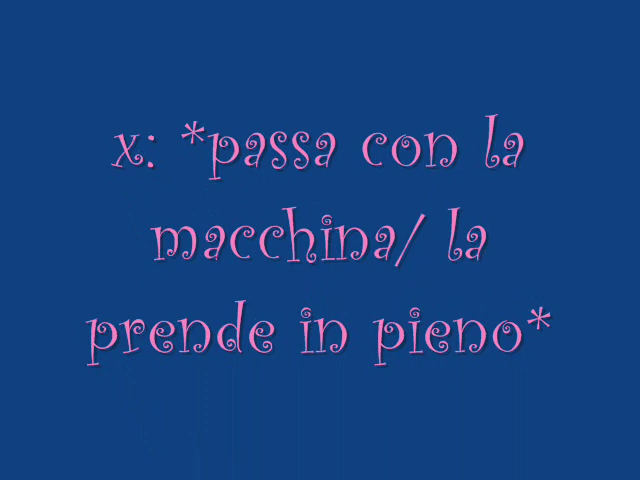 x: *passa con la
macchina/ la
prende in pieno*